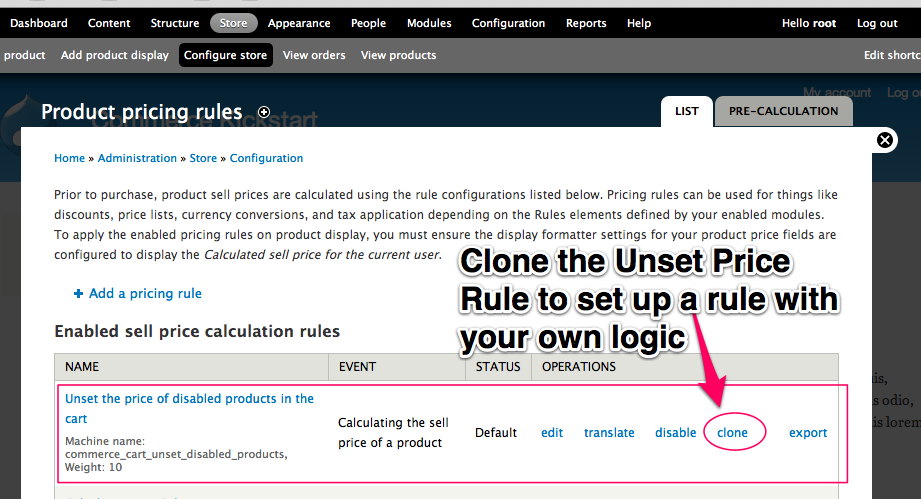 Dashboard Content Structure Store Appearance People Modules Configuration Reports Help Hello root Log out
product Add product display Configure store View orders View products Edit shortc
My account Log ou
Product pricing rules
Commerce Kickstart
LIST PRE-CALCULATION
Home » Administration » Store » Configuration
Prior to purchase, product sell prices are calculated using the rule configurations listed below. Pricing rules can be used for things like
discounts, price lists, currency conversions, and tax application depending on the Rules elements defined by your enabled modules.
To apply the enabled pricing rules on product display, you must ensure the display formatter settings for your product price fields are
configured to display the Calculated sell price for the current user.
Clone the Unset Price
Rule to set up a rule with
your own logic
+ Add a pricing rule
Enabled sell price calculation rules
NAME EVENT STATUS OPERATIONS
Unset the price of disabled products in the
cart
Machine name:
commerce_cart_unset_disabled_products,
Weight: 10
Calculating the sell
price of a product
Default edit translate disable clone export
is,
s odio,
is lorem